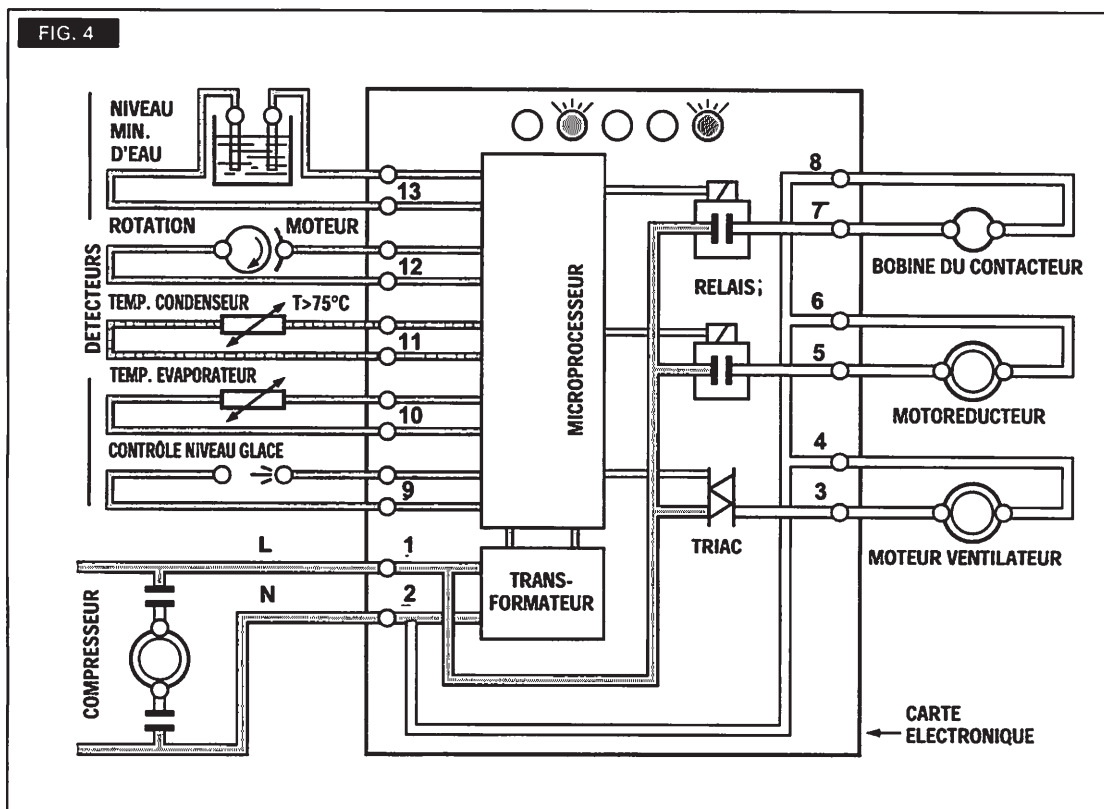 FIG. 4
NIVEAU
MIN.
D'EAU
13
ROTATION
MOTEUR
12
DETECTEURS
TEMP. CONDENSEUR
T>75°C
11
TEMP. EVAPORATEUR
10
CONTRÔLE NIVEAU GLACE
9
MICROPROCESSEUR
L
1
N
2
TRANS-
FORMATEUR
COMPRESSEUR
8
7
BOBINE DU CONTACTEUR
RELAIS;
6
5
MOTOREDUCTEUR
4
3
TRIAC
MOTEUR VENTILATEUR
CARTE
ELECTRONIQUE